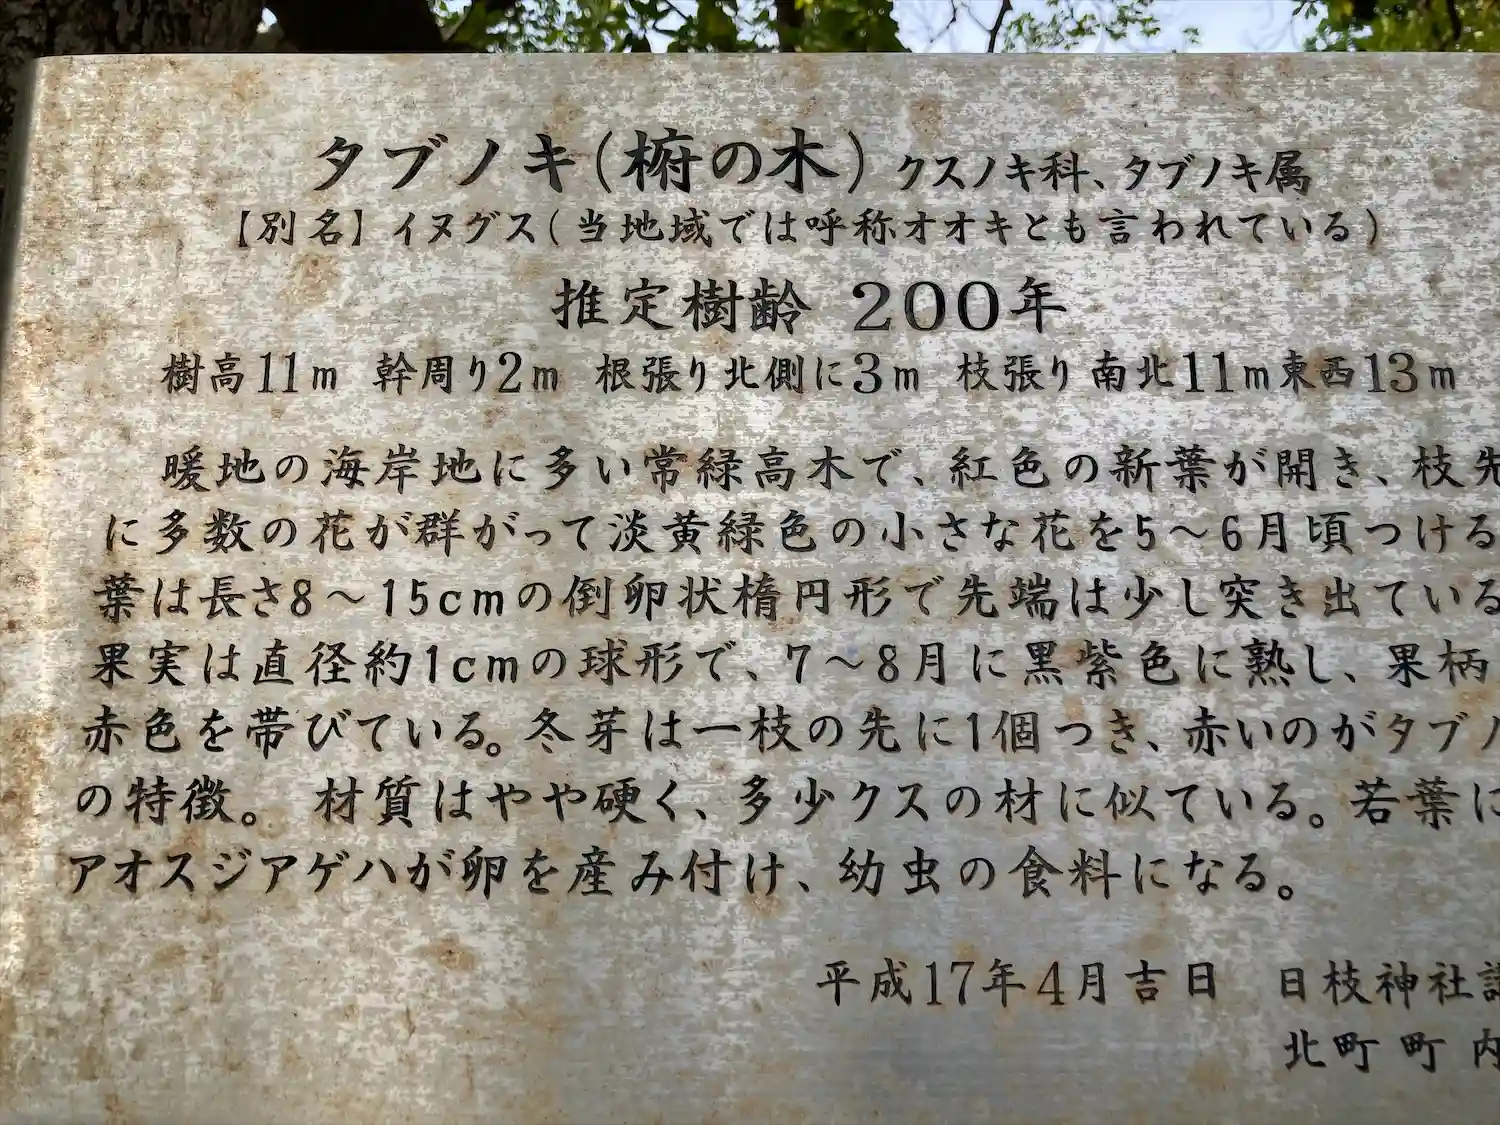 タブノキ(椨の木) クスノキ科、タブノキ属
【別名】イヌグス(当地域では呼称オオキとも言われている)
推定樹齢 200年
樹高11m 幹周り2m 根張り北側に3m 枝張り南北11m東西13m
暖地の海岸地に多い常緑高木で、紅色の新葉が開き、枝先
に多数の花が群がって淡黄緑色の小さな花を5～6月頃つける
葉は長さ8～15cmの倒卵状楕円形で先端は少し突き出ている
果実は直径約1cmの球形で、7～8月に黒紫色に熟し、果柄
赤色を帯びている。冬芽は一枝の先に1個つき、赤いのがタブノ
の特徴。 材質はやや硬く、多少クスの材に似ている。若葉に
アオスジアゲハが卵を産み付け、幼虫の食料になる。
平成17年4月吉日 日枝神社
北町町内